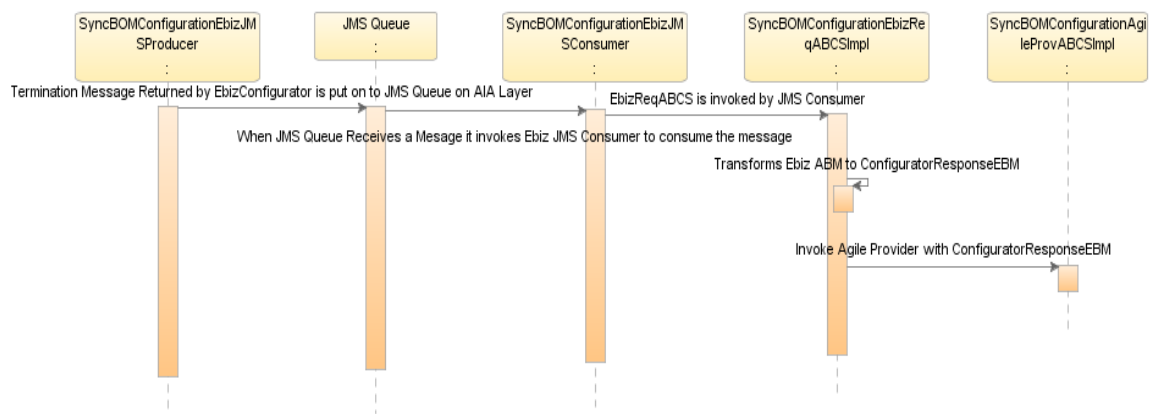 SyncBOMConfigurationEbizJM
SProducer
:
JMS Queue
:
SyncBOMConfigurationEbizJM
SConsumer
:
SyncBOMConfigurationEbizRe
qABCSImpl
:
SyncBOMConfigurationAgi
leProvABCSImpl
:
Termination Message Returned by EbizConfigurator is put on to JMS Queue on AIA Layer
EbizReqABCS is invoked by JMS Consumer
When JMS Queue Receives a Mesage it invokes Ebiz JMS Consumer to consume the message
Transforms Ebiz ABM to ConfiguratorResponseEBM
Invoke Agile Provider with ConfiguratorResponseEBM